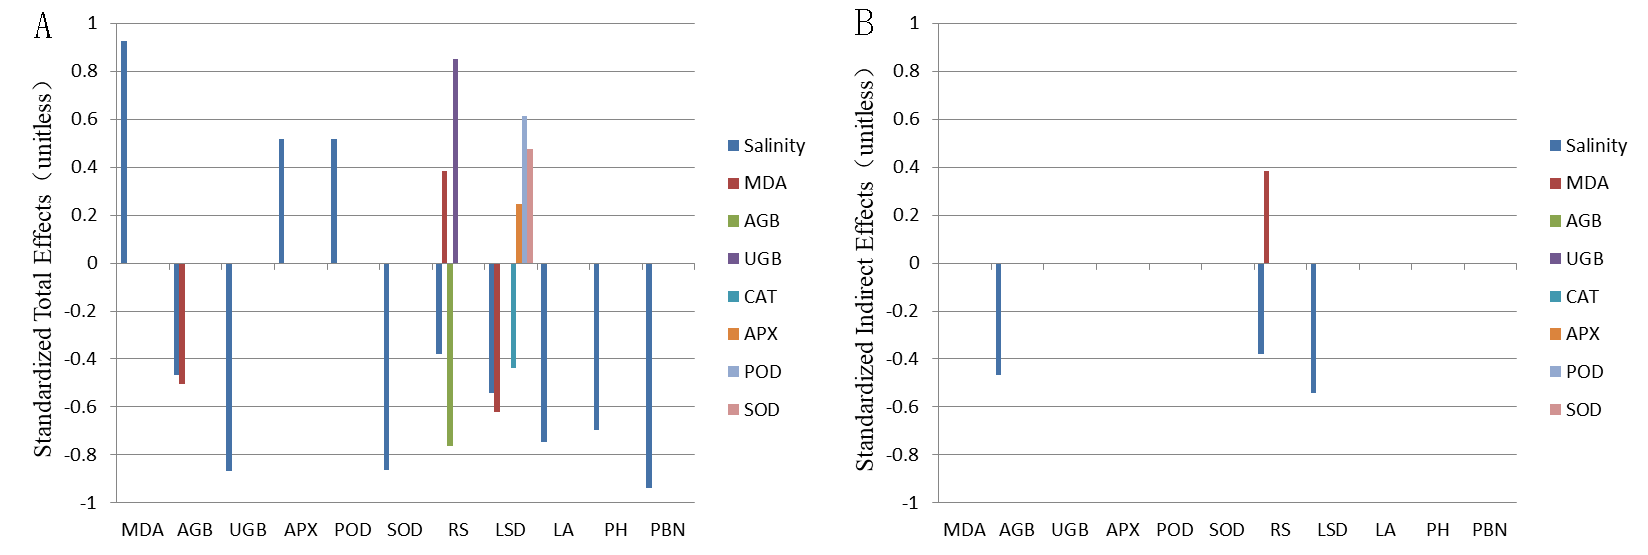 A
Standardized Total Effects（unitless）
1
0.8
0.6
0.4
0.2
0
-0.2
-0.4
-0.6
-0.8
-1
MDA AGB UGB APX POD SOD RS LSD LA PH PBN
Salinity
MDA
AGB
UGB
CAT
APX
POD
SOD
B
Standardized Indirect Effects（unitless）
1
0.8
0.6
0.4
0.2
0
-0.2
-0.4
-0.6
-0.8
-1
MDA AGB UGB APX POD SOD RS LSD LA PH PBN
Salinity
MDA
AGB
UGB
CAT
APX
POD
SOD